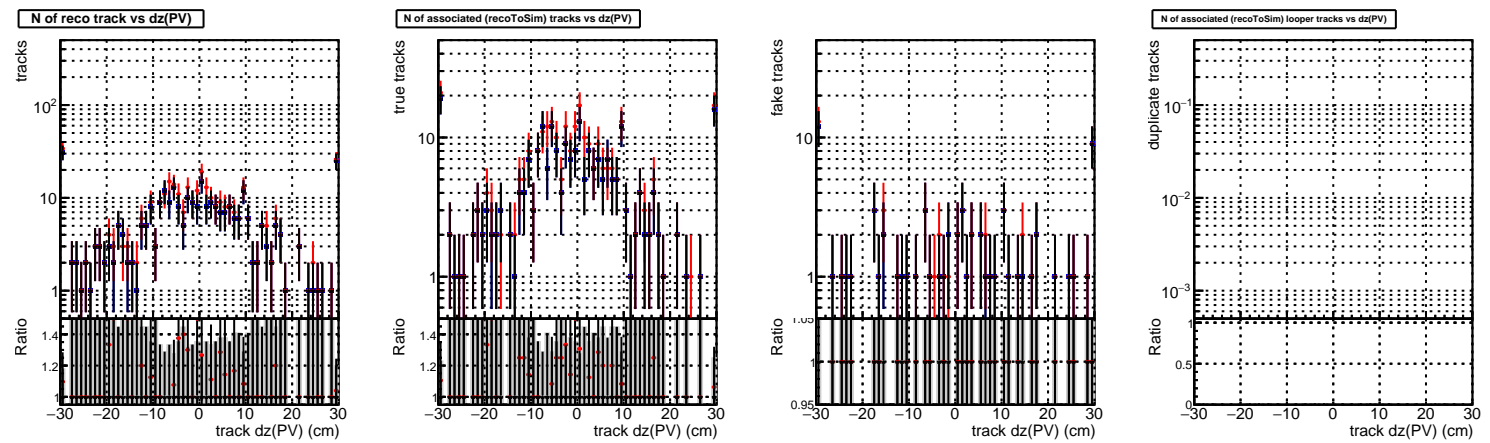 N of reco track vs dz(PV)
tracks
10²
10
1
Ratio
1.4
1.2
1
−30 −20 −10 0 10 20 30
track dz(PV) (cm)
N of associated (recoToSim) tracks vs dz(PV)
true tracks
10
1
Ratio
1.4
1.2
1
−30 −20 −10 0 10 20 30
track dz(PV) (cm)
fake tracks
10
1
Ratio
1.05
1
0.95
−30 −20 −10 0 10 20 30
track dz(PV) (cm)
N of associated (recoToSim) looper tracks vs dz(PV)
duplicate tracks
10⁻¹
10⁻²
10⁻³
Ratio
1
0.5
0
−30 −20 −10 0 10 20 30
track dz(PV) (cm)